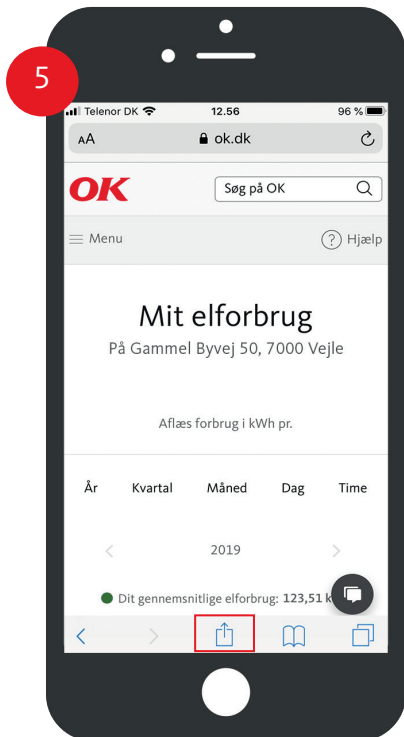 5
Telenor DK 12.56 96 %
AA ok.dk
OK Søg på OK
Menu ? Hjælp
Mit elforbrug
På Gammel Byvej 50, 7000 Vejle
Aflæs forbrug i kWh pr.
År Kvartal Måned Dag Time
2019
Dit gennemsnitlige elforbrug: 123,51 k